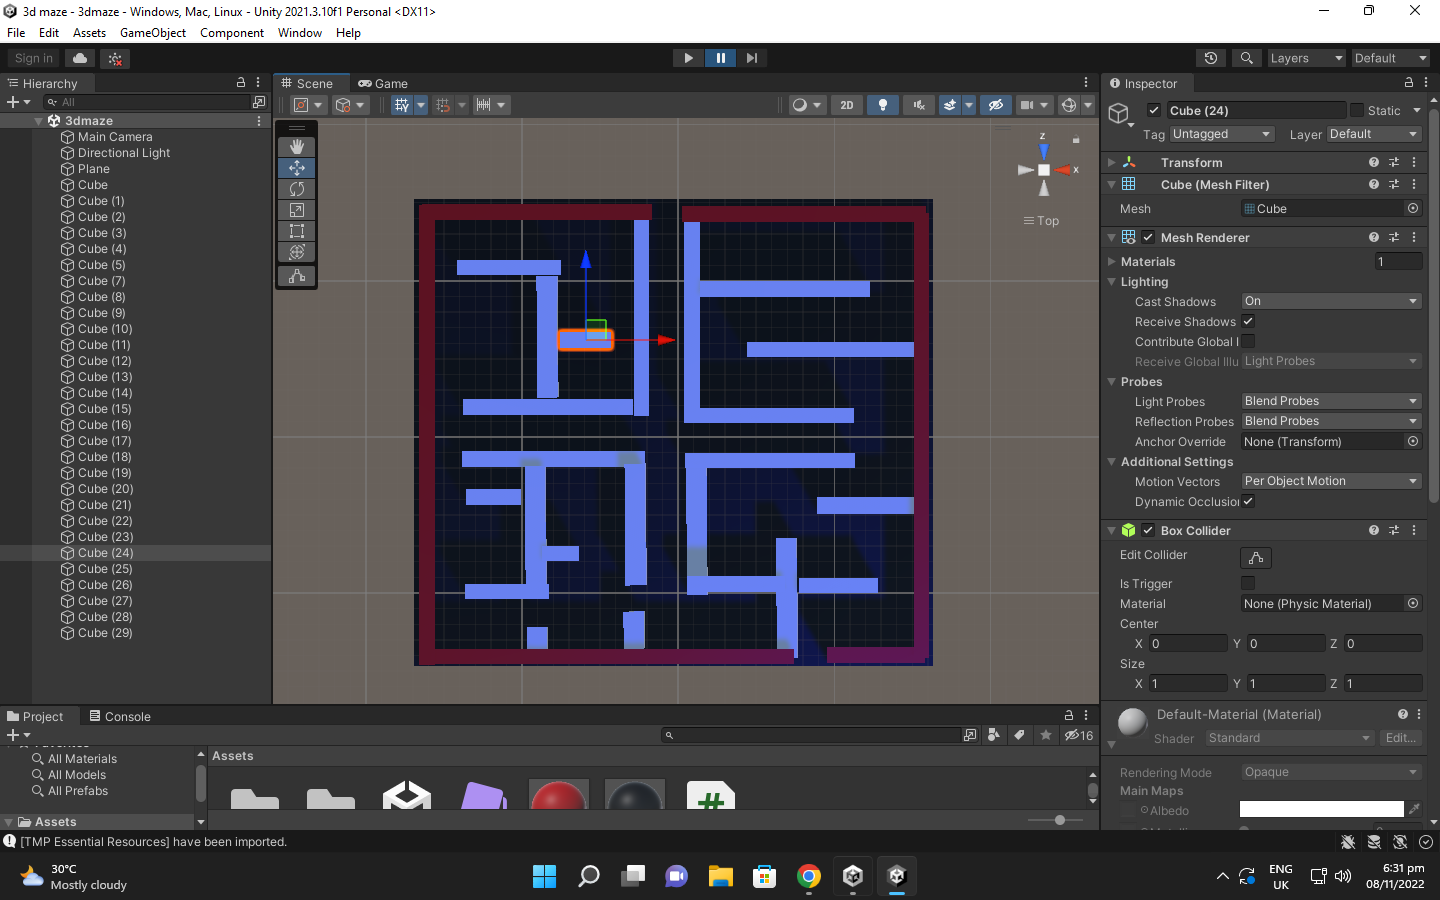 3d maze - 3dmaze - Windows, Mac, Linux - Unity 2021.3.10f1 Personal <DX11>
File Edit Assets GameObject Component Window Help
Sign in
Layers Default
Hierarchy
Scene Game
Inspector
All
3dmaze
Main Camera
Directional Light
Plane
Cube
Cube (1)
Cube (2)
Cube (3)
Cube (4)
Cube (5)
Cube (7)
Cube (8)
Cube (9)
Cube (10)
Cube (11)
Cube (12)
Cube (13)
Cube (14)
Cube (15)
Cube (16)
Cube (17)
Cube (18)
Cube (19)
Cube (20)
Cube (21)
Cube (22)
Cube (23)
Cube (24)
Cube (25)
Cube (26)
Cube (27)
Cube (28)
Cube (29)
2D
z
x
Top
Cube (24) Static
Tag Untagged Layer Default
Transform
Cube (Mesh Filter)
Mesh Cube
Mesh Renderer
Materials 1
Lighting
Cast Shadows On
Receive Shadows
Contribute Global I
Receive Global Illu Light Probes
Probes
Light Probes Blend Probes
Reflection Probes Blend Probes
Anchor Override None (Transform)
Additional Settings
Motion Vectors Per Object Motion
Dynamic Occlusion
Box Collider
Edit Collider
Is Trigger
Material None (Physic Material)
Center
X 0 Y 0 Z 0
Size
X 1 Y 1 Z 1
Default-Material (Material)
Shader Standard Edit...
Rendering Mode Opaque
Main Maps
Albedo
Project Console
16
All Materials
All Models
All Prefabs
Assets
Assets
#
[TMP Essential Resources] have been imported.
30°C
Mostly cloudy
ENG
UK
6:31 pm
08/11/2022